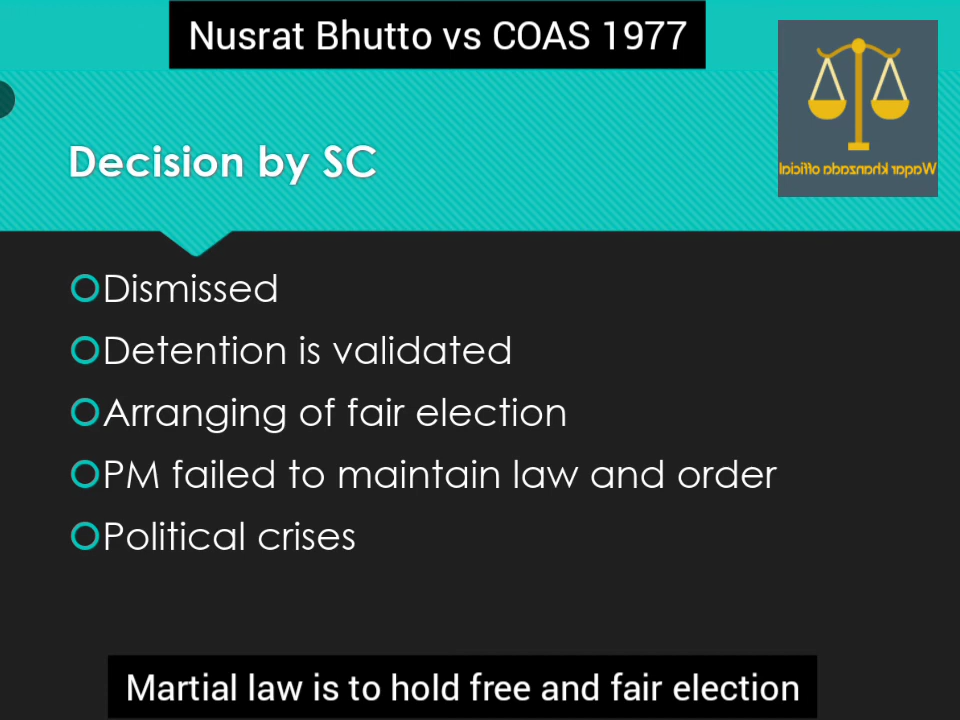 Nusrat Bhutto vs COAS 1977
Waqar khanzada official
Decision by SC
Dismissed
Detention is validated
Arranging of fair election
PM failed to maintain law and order
Political crises
Martial law is to hold free and fair election